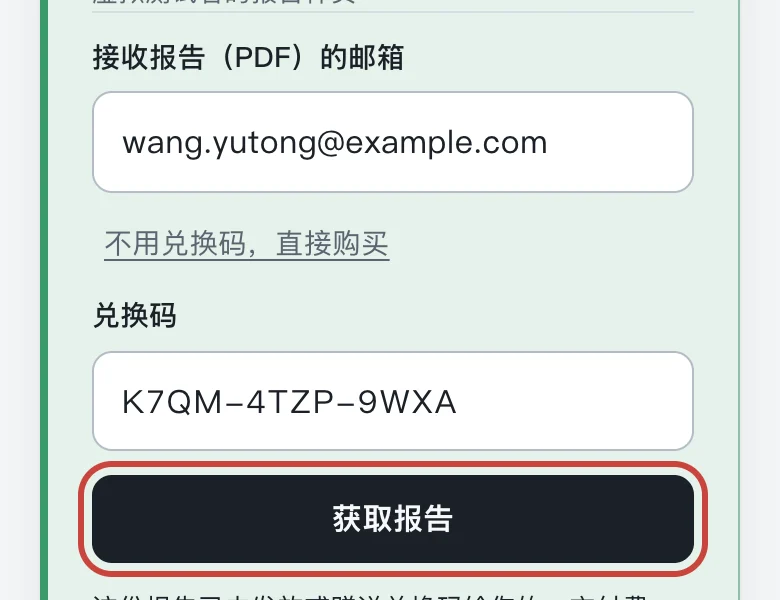 接收报告（PDF）的邮箱
wang.yutong@example.com
不用兑换码，直接购买
兑换码
K7QM–4TZP–9WXA
获取报告